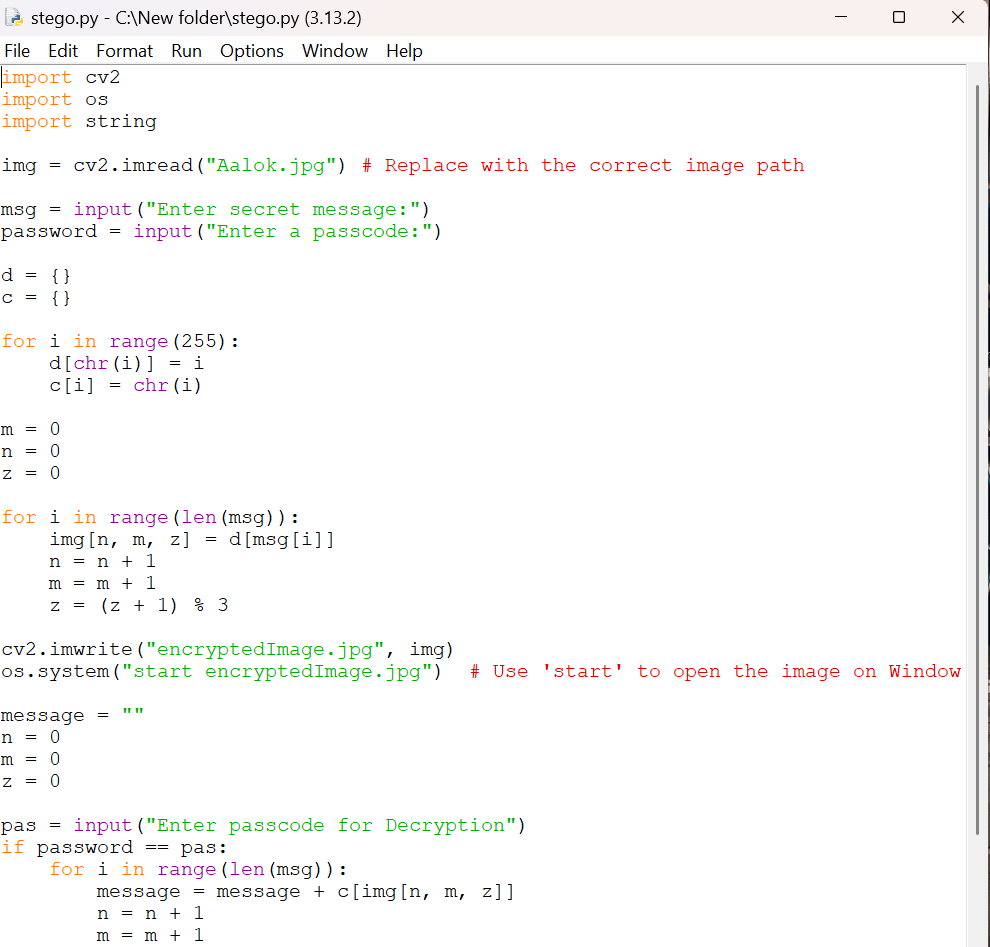 stego.py - C:\New folder\stego.py (3.13.2)
File Edit Format Run Options Window Help
import cv2
import os
import string

img = cv2.imread("Aalok.jpg") # Replace with the correct image path

msg = input("Enter secret message:")
password = input("Enter a passcode:")

d = {}
c = {}

for i in range(255):
    d[chr(i)] = i
    c[i] = chr(i)

m = 0
n = 0
z = 0

for i in range(len(msg)):
    img[n, m, z] = d[msg[i]]
    n = n + 1
    m = m + 1
    z = (z + 1) % 3

cv2.imwrite("encryptedImage.jpg", img)
os.system("start encryptedImage.jpg")  # Use 'start' to open the image on Window

message = ""
n = 0
m = 0
z = 0

pas = input("Enter passcode for Decryption")
if password == pas:
    for i in range(len(msg)):
        message = message + c[img[n, m, z]]
        n = n + 1
        m = m + 1